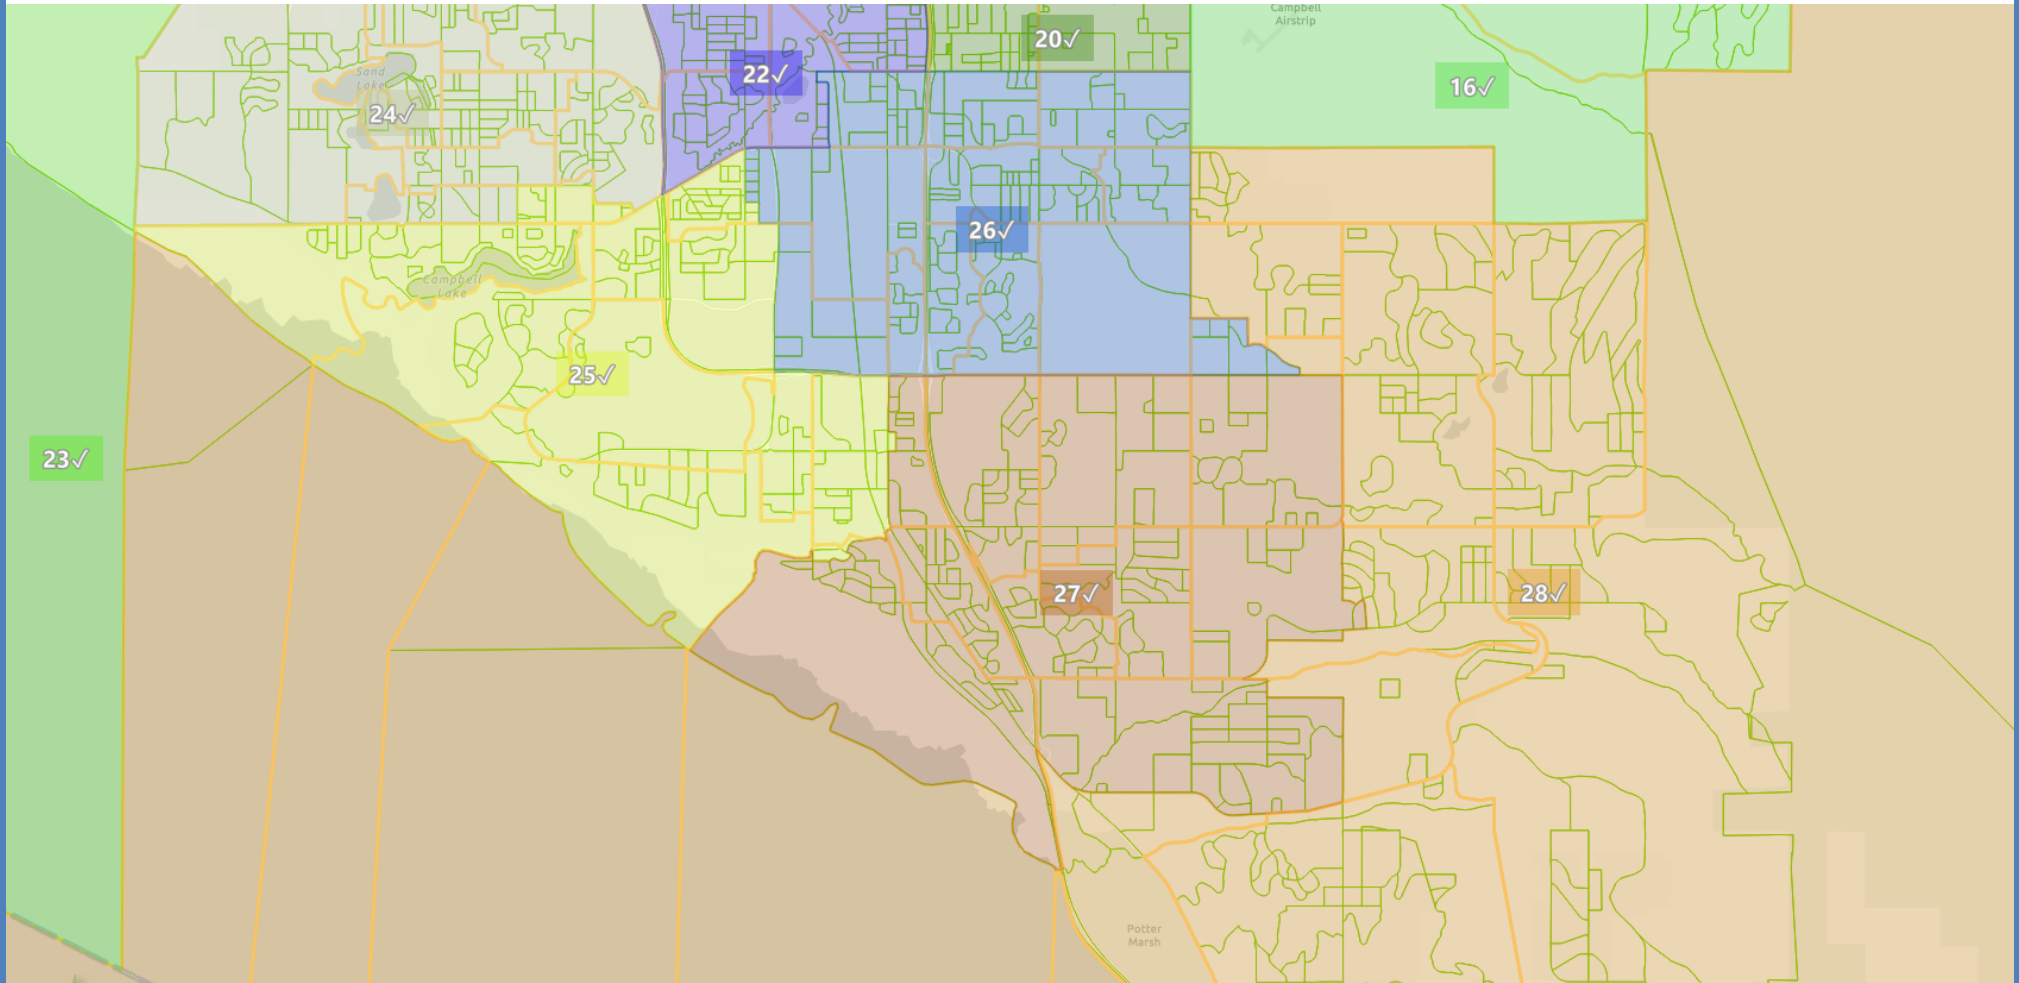 Campbell
Airstrip
20✓
22✓
Sand
Lake
16✓
24✓
26✓
Campbell
Lake
25✓
23✓
27✓
28✓
Potter
Marsh